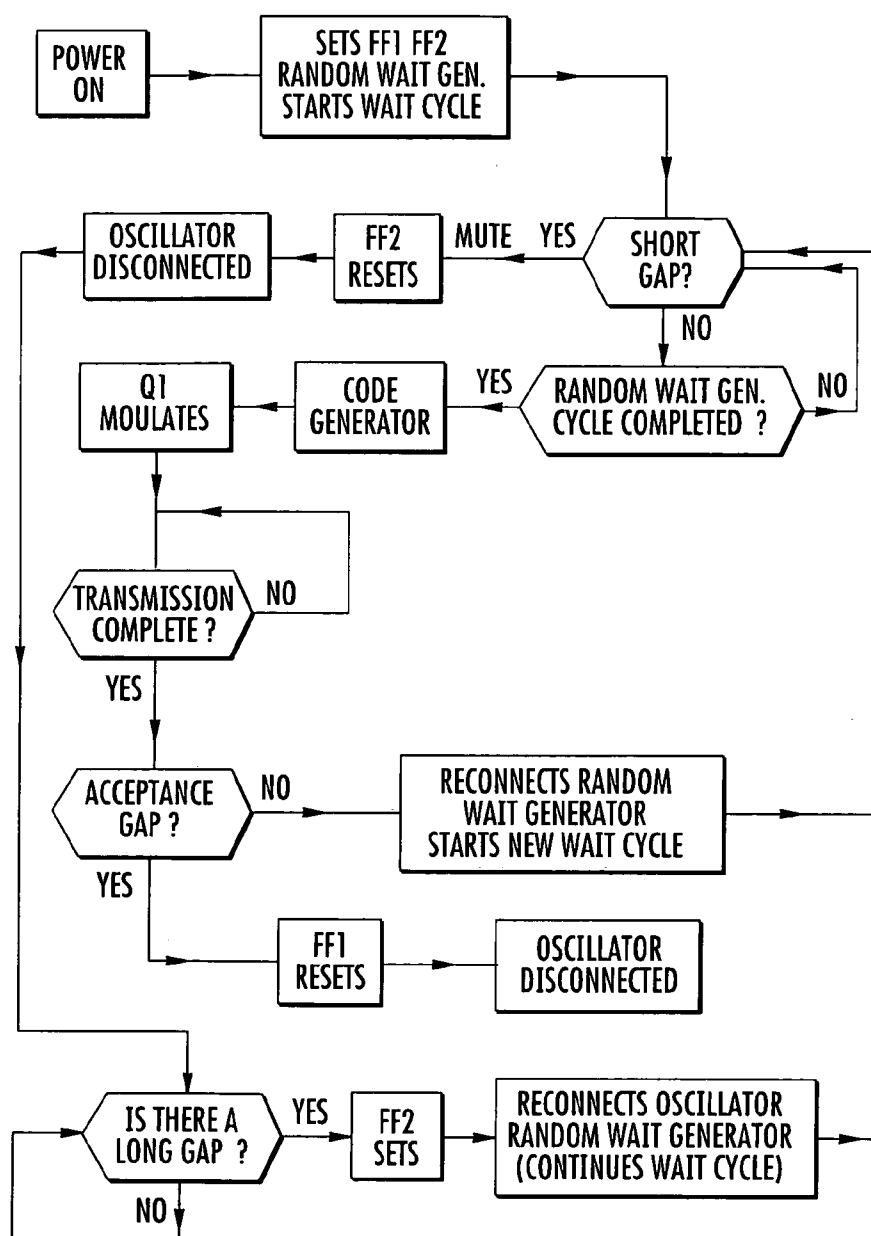 POWER
ON
SETS FF1 FF2
RANDOM WAIT GEN.
STARTS WAIT CYCLE
OSCILLATOR
DISCONNECTED
FF2
RESETS
MUTE
YES
SHORT
GAP?
NO
Q1
MOULATES
CODE
GENERATOR
YES
RANDOM WAIT GEN.
CYCLE COMPLETED ?
NO
TRANSMISSION
COMPLETE ?
NO
YES
ACCEPTANCE
GAP ?
NO
RECONNECTS RANDOM
WAIT GENERATOR
STARTS NEW WAIT CYCLE
YES
FF1
RESETS
OSCILLATOR
DISCONNECTED
IS THERE A
LONG GAP ?
YES
FF2
SETS
RECONNECTS OSCILLATOR
RANDOM WAIT GENERATOR
(CONTINUES WAIT CYCLE)
NO